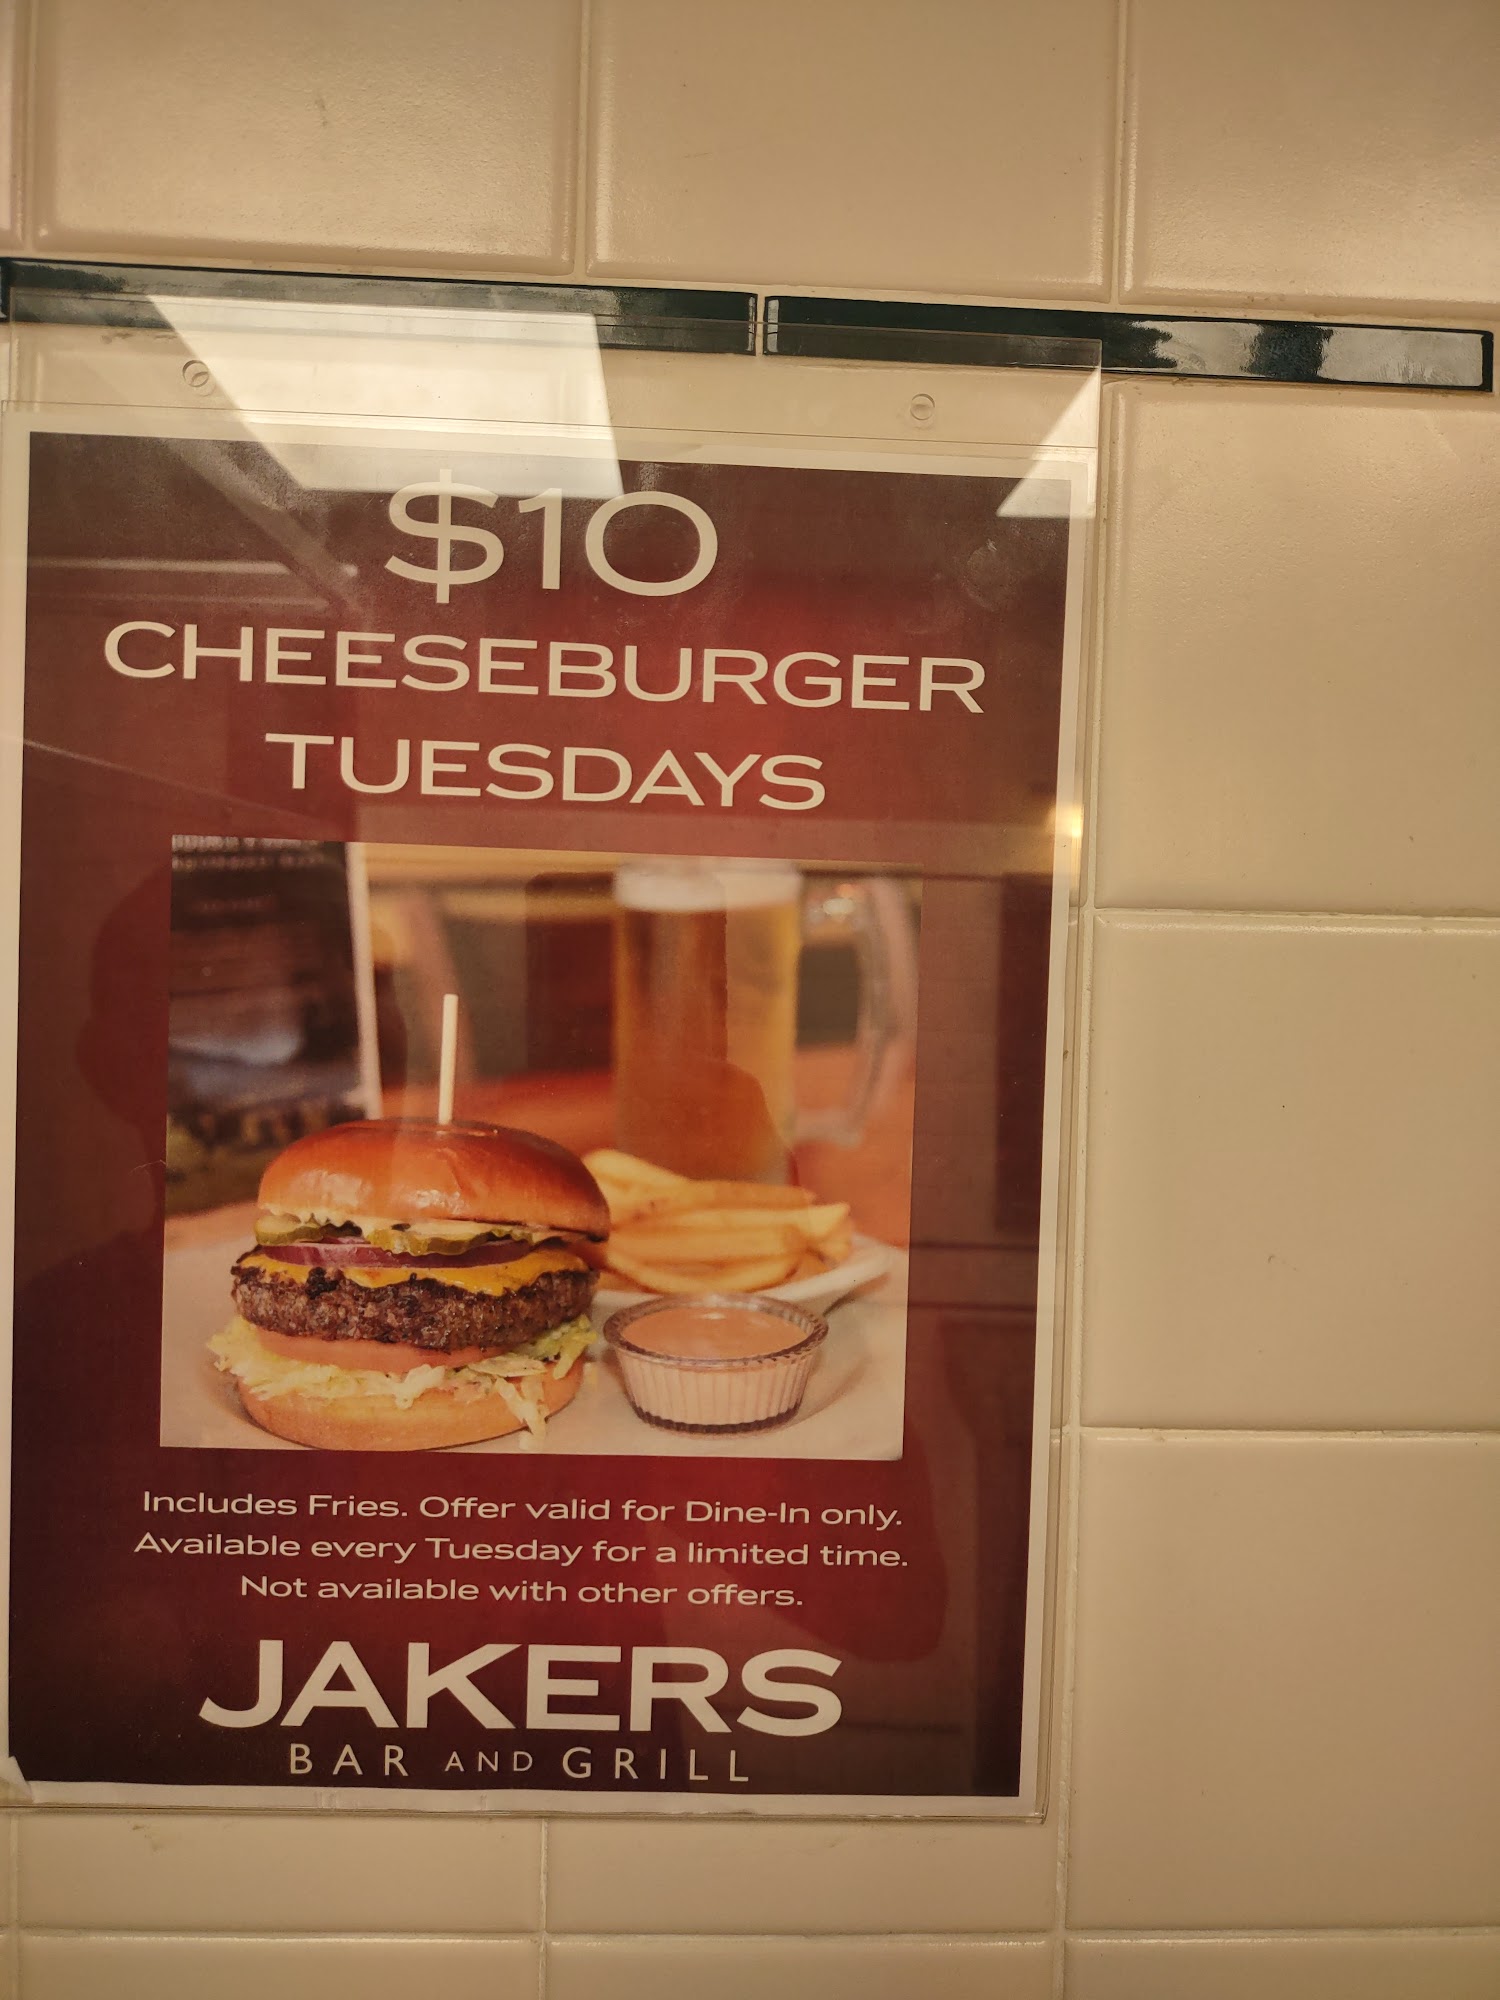 $10
CHEESEBURGER
TUESDAYS
Includes Fries. Offer valid for Dine-In only.
Available every Tuesday for a limited time.
Not available with other offers.
JAKERS
BAR AND GRILL